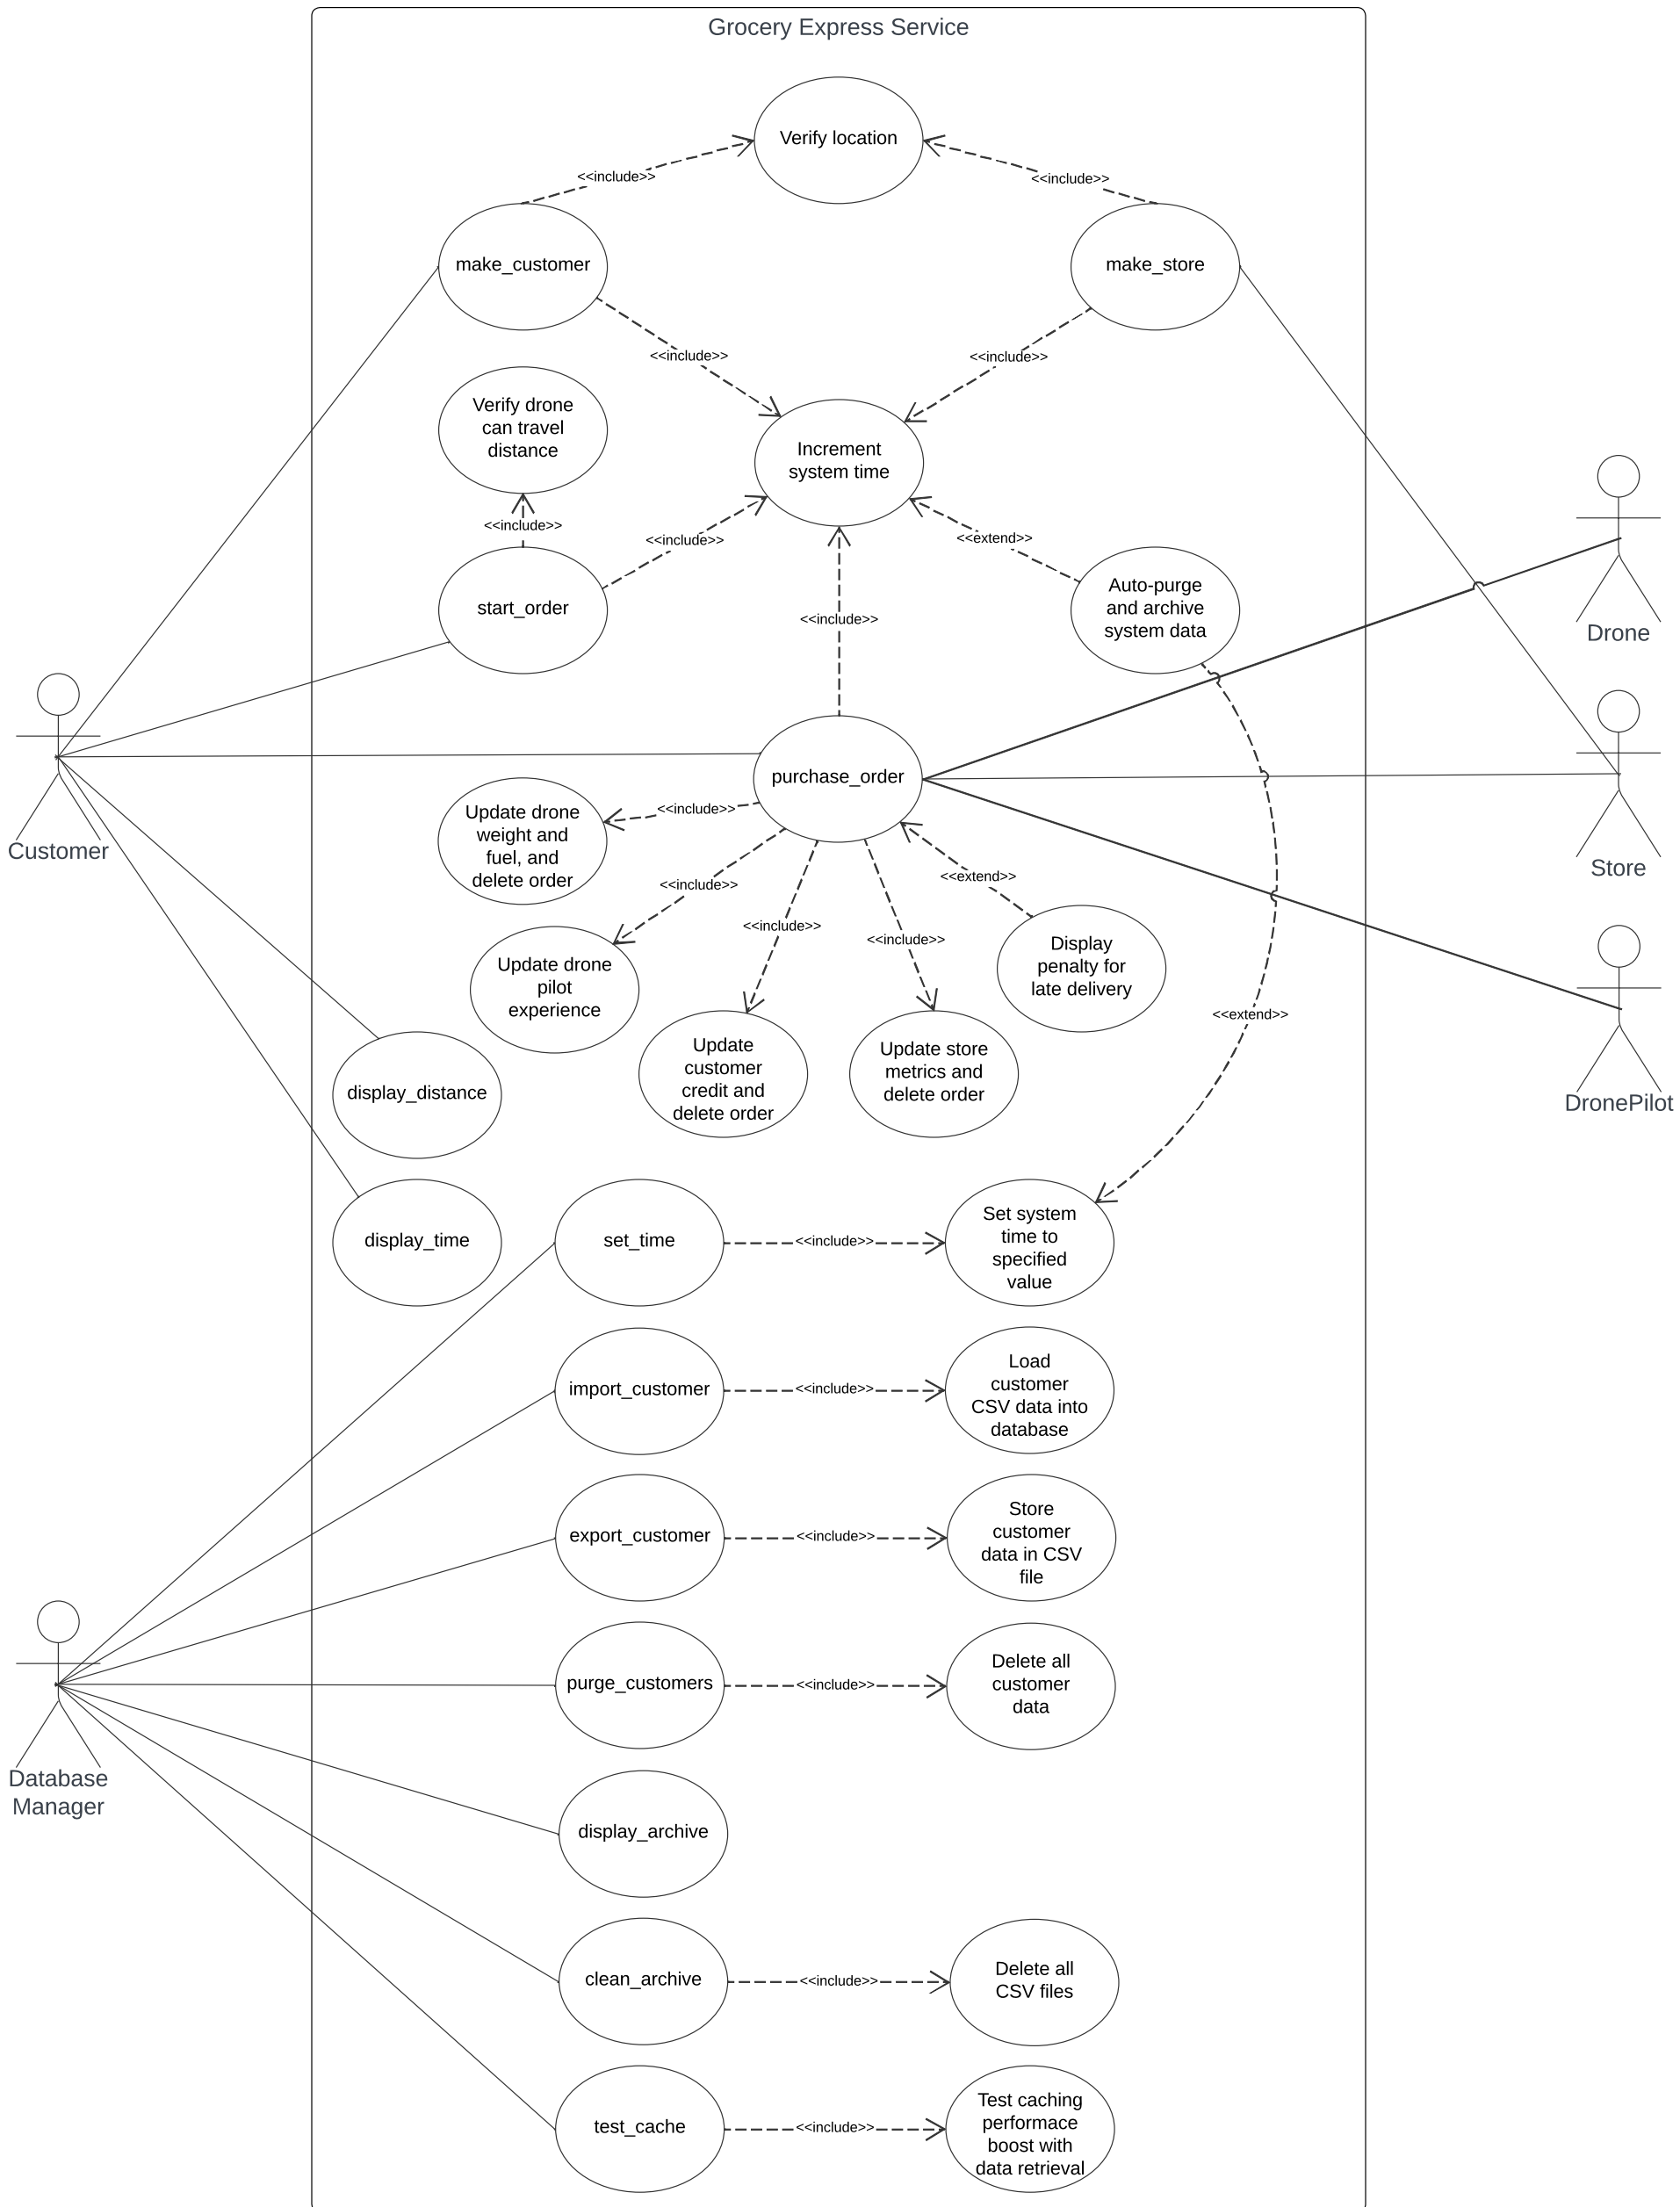 Grocery Express Service
Verify location
<<include>>
<<include>>
make_customer
make_store
<<include>>
<<include>>
Verify drone
can travel
distance
Increment
system time
<<include>>
<<include>>
<<extend>>
start_order
<<include>>
Auto-purge
and archive
system data
Drone
Customer
purchase_order
Store
Update drone
weight and
fuel, and
delete order
<<include>>
<<include>>
<<extend>>
<<include>>
<<include>>
Update drone
pilot
experience
Display
penalty for
late delivery
<<extend>>
DronePilot
Update
customer
credit and
delete order
Update store
metrics and
delete order
display_distance
display_time
set_time
<<include>>
Set system
time to
specified
value
import_customer
<<include>>
Load
customer
CSV data into
database
export_customer
<<include>>
Store
customer
data in CSV
file
Database
Manager
purge_customers
<<include>>
Delete all
customer
data
display_archive
clean_archive
<<include>>
Delete all
CSV files
test_cache
<<include>>
Test caching
performace
boost with
data retrieval